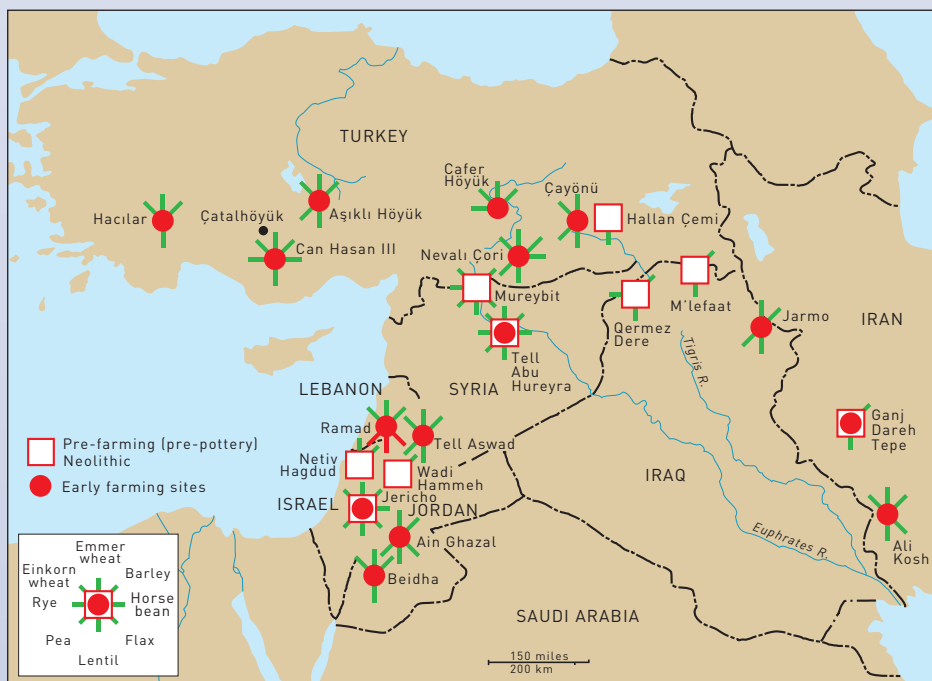 TURKEY
Cafer
Höyük
Çayönü
Hacılar
Çatalhöyük
Aşıklı Höyük
Hallan Çemi
Can Hasan III
Nevalı Çori
Mureybit
M'lefaat
Qermez
Dere
Jarmo
IRAN
Tigris R.
Tell
Abu
Hureyra
LEBANON
SYRIA
Ramad
Tell Aswad
Ganj
Dareh
Tepe
Pre-farming (pre-pottery)
Neolithic
Netiv
Hagdud
Wadi
Hammeh
IRAQ
Early farming sites
Jericho
ISRAEL
JORDAN
Ain Ghazal
Euphrates R.
Ali
Kosh
Beidha
Emmer
wheat
Einkorn
wheat
Barley
Rye
Horse
bean
Pea
Flax
Lentil
SAUDI ARABIA
150 miles
200 km